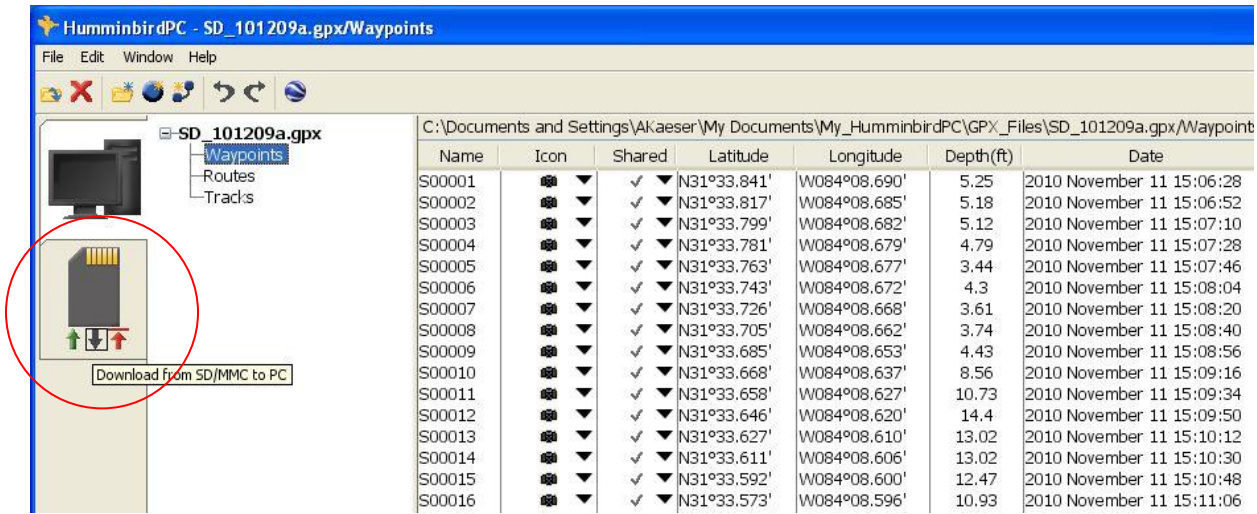 HumminbirdPC - SD_101209a.gpx/Waypoints
File Edit Window Help
SD_101209a.gpx
Waypoints
Routes
Tracks
Download from SD/MMC to PC
C:\Documents and Settings\AKaeser\My Documents\My_HumminbirdPC\GPX_Files\SD_101209a.gpx/Waypoints
Name Icon Shared Latitude Longitude Depth(ft) Date
S00001 N31°33.841' W084°08.690' 5.25 2010 November 11 15:06:28
S00002 N31°33.817' W084°08.685' 5.18 2010 November 11 15:06:52
S00003 N31°33.799' W084°08.682' 5.12 2010 November 11 15:07:10
S00004 N31°33.781' W084°08.679' 4.79 2010 November 11 15:07:28
S00005 N31°33.763' W084°08.677' 3.44 2010 November 11 15:07:46
S00006 N31°33.743' W084°08.672' 4.3 2010 November 11 15:08:04
S00007 N31°33.726' W084°08.668' 3.61 2010 November 11 15:08:20
S00008 N31°33.705' W084°08.662' 3.74 2010 November 11 15:08:40
S00009 N31°33.685' W084°08.653' 4.43 2010 November 11 15:08:56
S00010 N31°33.668' W084°08.637' 8.56 2010 November 11 15:09:16
S00011 N31°33.658' W084°08.627' 10.73 2010 November 11 15:09:34
S00012 N31°33.646' W084°08.620' 14.4 2010 November 11 15:09:50
S00013 N31°33.627' W084°08.610' 13.02 2010 November 11 15:10:12
S00014 N31°33.611' W084°08.606' 13.02 2010 November 11 15:10:30
S00015 N31°33.592' W084°08.600' 12.47 2010 November 11 15:10:48
S00016 N31°33.573' W084°08.596' 10.93 2010 November 11 15:11:06